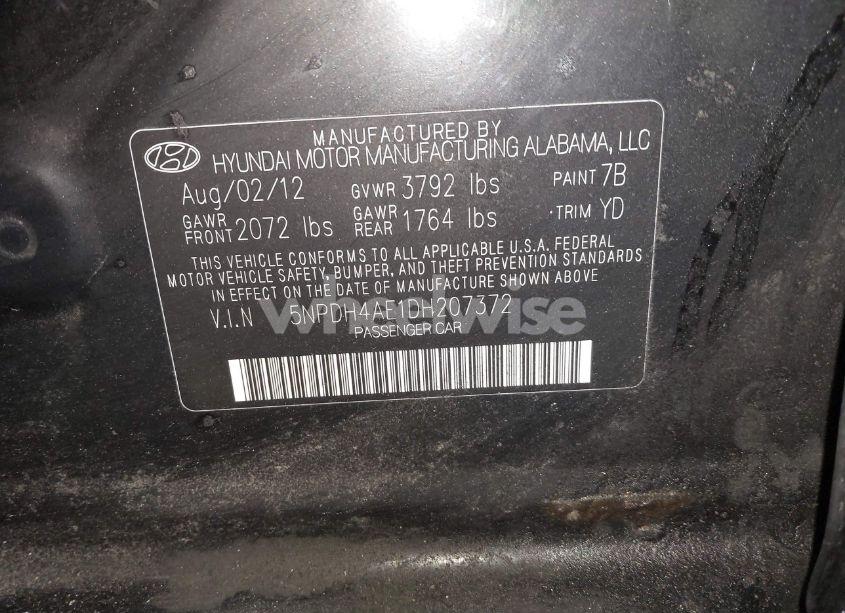 MANUFACTURED BY
HYUNDAI MOTOR MANUFACTURING ALABAMA, LLC
Aug/02/12 GVWR 3792 lbs PAINT 7B
GAWR FRONT 2072 lbs GAWR REAR 1764 lbs TRIM YD
THIS VEHICLE CONFORMS TO ALL APPLICABLE U.S.A. FEDERAL
MOTOR VEHICLE SAFETY, BUMPER, AND THEFT PREVENTION STANDARDS
IN EFFECT ON THE DATE OF MANUFACTURE SHOWN ABOVE
V.I.N 5NPDH4AE1DH207372
wheelwise
PASSENGER CAR